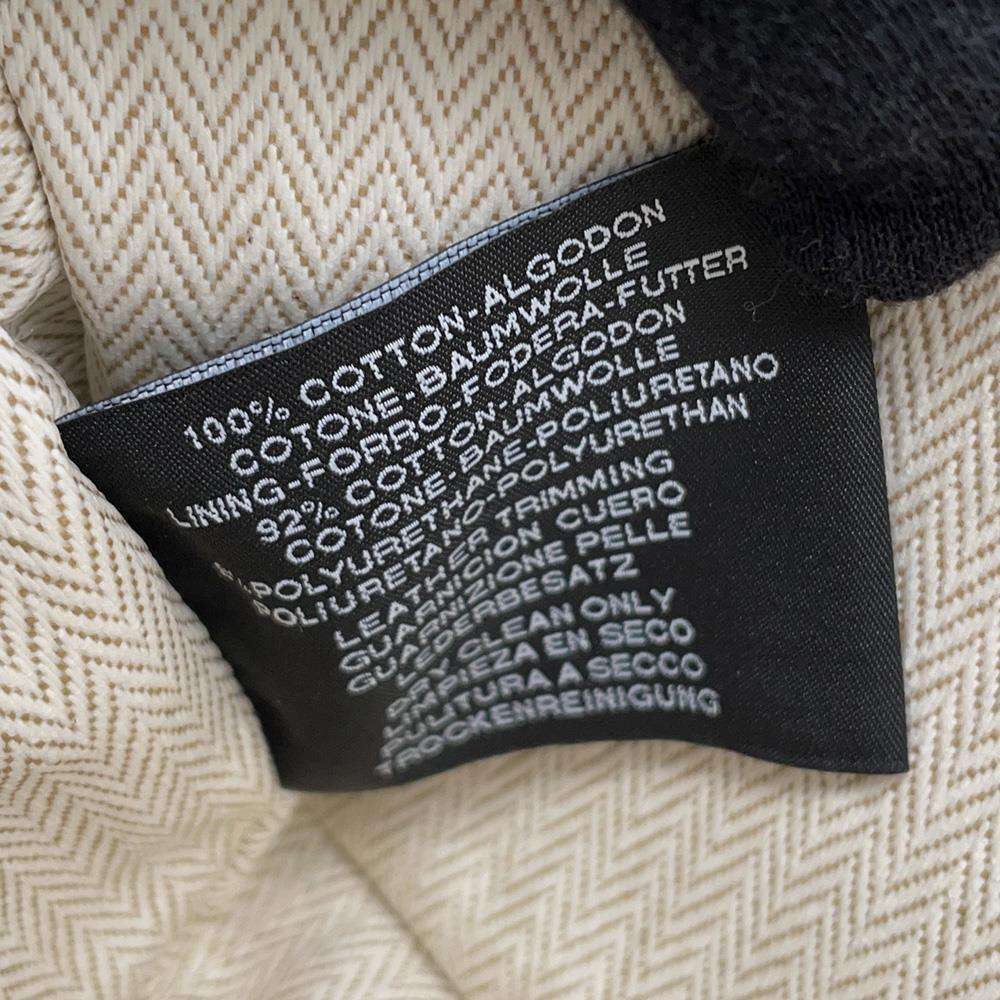 100% COTTON-ALGODON
COTONE-BAUMWOLLE
LINING-FORRO-FODERA-FUTTER
92% COTTON-ALGODON
COTONE-BAUMWOLLE
POLYURETHANE-POLIURETANO
POLIURETANO-POLYURETHAN
LEATHER TRIMMING
GUARNICION CUERO
GUARNIZIONE PELLE
LEDERBESATZ
DRY CLEAN ONLY
LIMPIEZA EN SECO
PULITURA A SECCO
TROCKENREINIGUNG